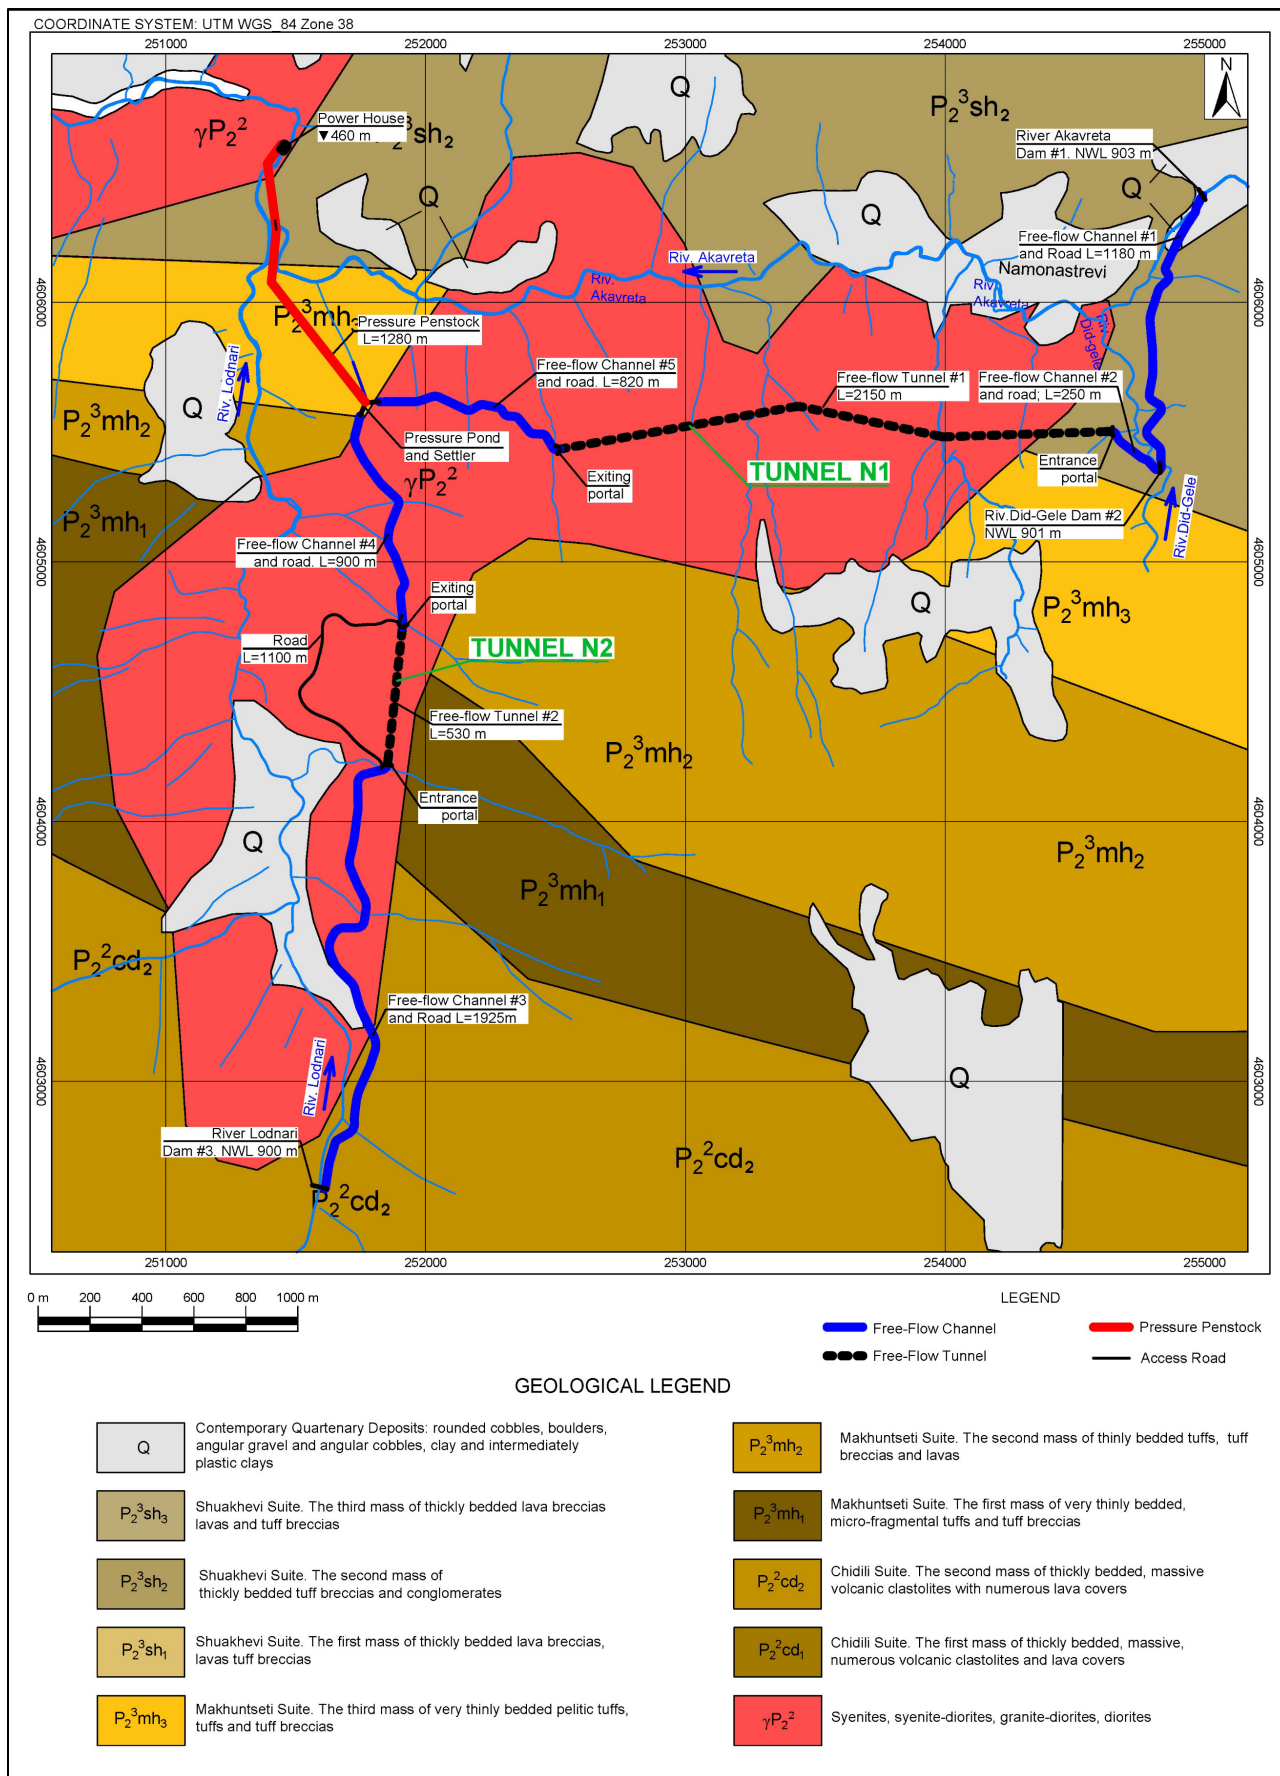 COORDINATE SYSTEM: UTM WGS_84 Zone 38
251000 252000 253000 254000 255000
N
Power House
▼460 m
γP₂²
P₂³sh₂
Q
P₂³sh₂
River Akavreta
Dam #1. NWL 903 m
Q
Q
Q
Free-flow Channel #1
and Road L=1180 m
Namonastrevi
Riv. Akavreta
Riv.
Akavreta
Riv.
Akavreta
4606000
4606000
P₂³mh
Pressure Penstock
L=1280 m
Riv.
Did-gele
Riv. Lodnari
Free-flow Channel #5
and road. L=820 m
Free-flow Tunnel #1
L=2150 m
Free-flow Channel #2
and road; L=250 m
Q
P₂³mh₂
Pressure Pond
and Settler
γP₂²
Exiting
portal
TUNNEL N1
Entrance
portal
P₂³mh₁
Riv.Did-Gele Dam #2
NWL 901 m
Riv.Did-Gele
Free-flow Channel #4
and road. L=900 m
4605000
4605000
Exiting
portal
Q
P₂³mh₃
Road
L=1100 m
TUNNEL N2
Free-flow Tunnel #2
L=530 m
P₂³mh₂
Entrance
portal
4604000
4604000
Q
P₂³mh₂
P₂³mh₁
P₂²cd₂
Free-flow Channel #3
and Road L=1925m
Riv. Lodnari
Q
4603000
4603000
River Lodnari
Dam #3. NWL 900 m
P₂²cd₂
P₂²cd₂
251000 252000 253000 254000 255000
0 m 200 400 600 800 1000 m
LEGEND
Free-Flow Channel
Pressure Penstock
Free-Flow Tunnel
Access Road
GEOLOGICAL LEGEND
Q
Contemporary Quartenary Deposits: rounded cobbles, boulders,
angular gravel and angular cobbles, clay and intermediately
plastic clays
P₂³sh₃
Shuakhevi Suite. The third mass of thickly bedded lava breccias
lavas and tuff breccias
P₂³sh₂
Shuakhevi Suite. The second mass of
thickly bedded tuff breccias and conglomerates
P₂³sh₁
Shuakhevi Suite. The first mass of thickly bedded lava breccias,
lavas tuff breccias
P₂³mh₃
Makhuntseti Suite. The third mass of very thinly bedded pelitic tuffs,
tuffs and tuff breccias
P₂³mh₂
Makhuntseti Suite. The second mass of thinly bedded tuffs, tuff
breccias and lavas
P₂³mh₁
Makhuntseti Suite. The first mass of very thinly bedded,
micro-fragmental tuffs and tuff breccias
P₂²cd₂
Chidili Suite. The second mass of thickly bedded, massive
volcanic clastolites with numerous lava covers
P₂²cd₁
Chidili Suite. The first mass of thickly bedded, massive,
numerous volcanic clastolites and lava covers
γP₂²
Syenites, syenite-diorites, granite-diorites, diorites